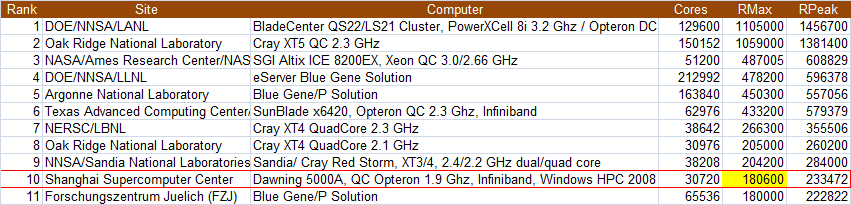 Rank Site Computer Cores RMax RPeak
1 DOE/NNSA/LANL BladeCenter QS22/LS21 Cluster, PowerXCell 8i 3.2 Ghz / Opteron DC 129600 1105000 1456700
2 Oak Ridge National Laboratory Cray XT5 QC 2.3 GHz 150152 1059000 1381400
3 NASA/Ames Research Center/NAS SGI Altix ICE 8200EX, Xeon QC 3.0/2.66 GHz 51200 487005 608829
4 DOE/NNSA/LLNL eServer Blue Gene Solution 212992 478200 596378
5 Argonne National Laboratory Blue Gene/P Solution 163840 450300 557056
6 Texas Advanced Computing Center/ SunBlade x6420, Opteron QC 2.3 Ghz, Infiniband 62976 433200 579379
7 NERSC/LBNL Cray XT4 QuadCore 2.3 GHz 38642 266300 355506
8 Oak Ridge National Laboratory Cray XT4 QuadCore 2.1 GHz 30976 205000 260200
9 NNSA/Sandia National Laboratories Sandia/ Cray Red Storm, XT3/4, 2.4/2.2 GHz dual/quad core 38208 204200 284000
10 Shanghai Supercomputer Center Dawning 5000A, QC Opteron 1.9 Ghz, Infiniband, Windows HPC 2008 30720 180600 233472
11 Forschungszentrum Juelich (FZJ) Blue Gene/P Solution 65536 180000 222822